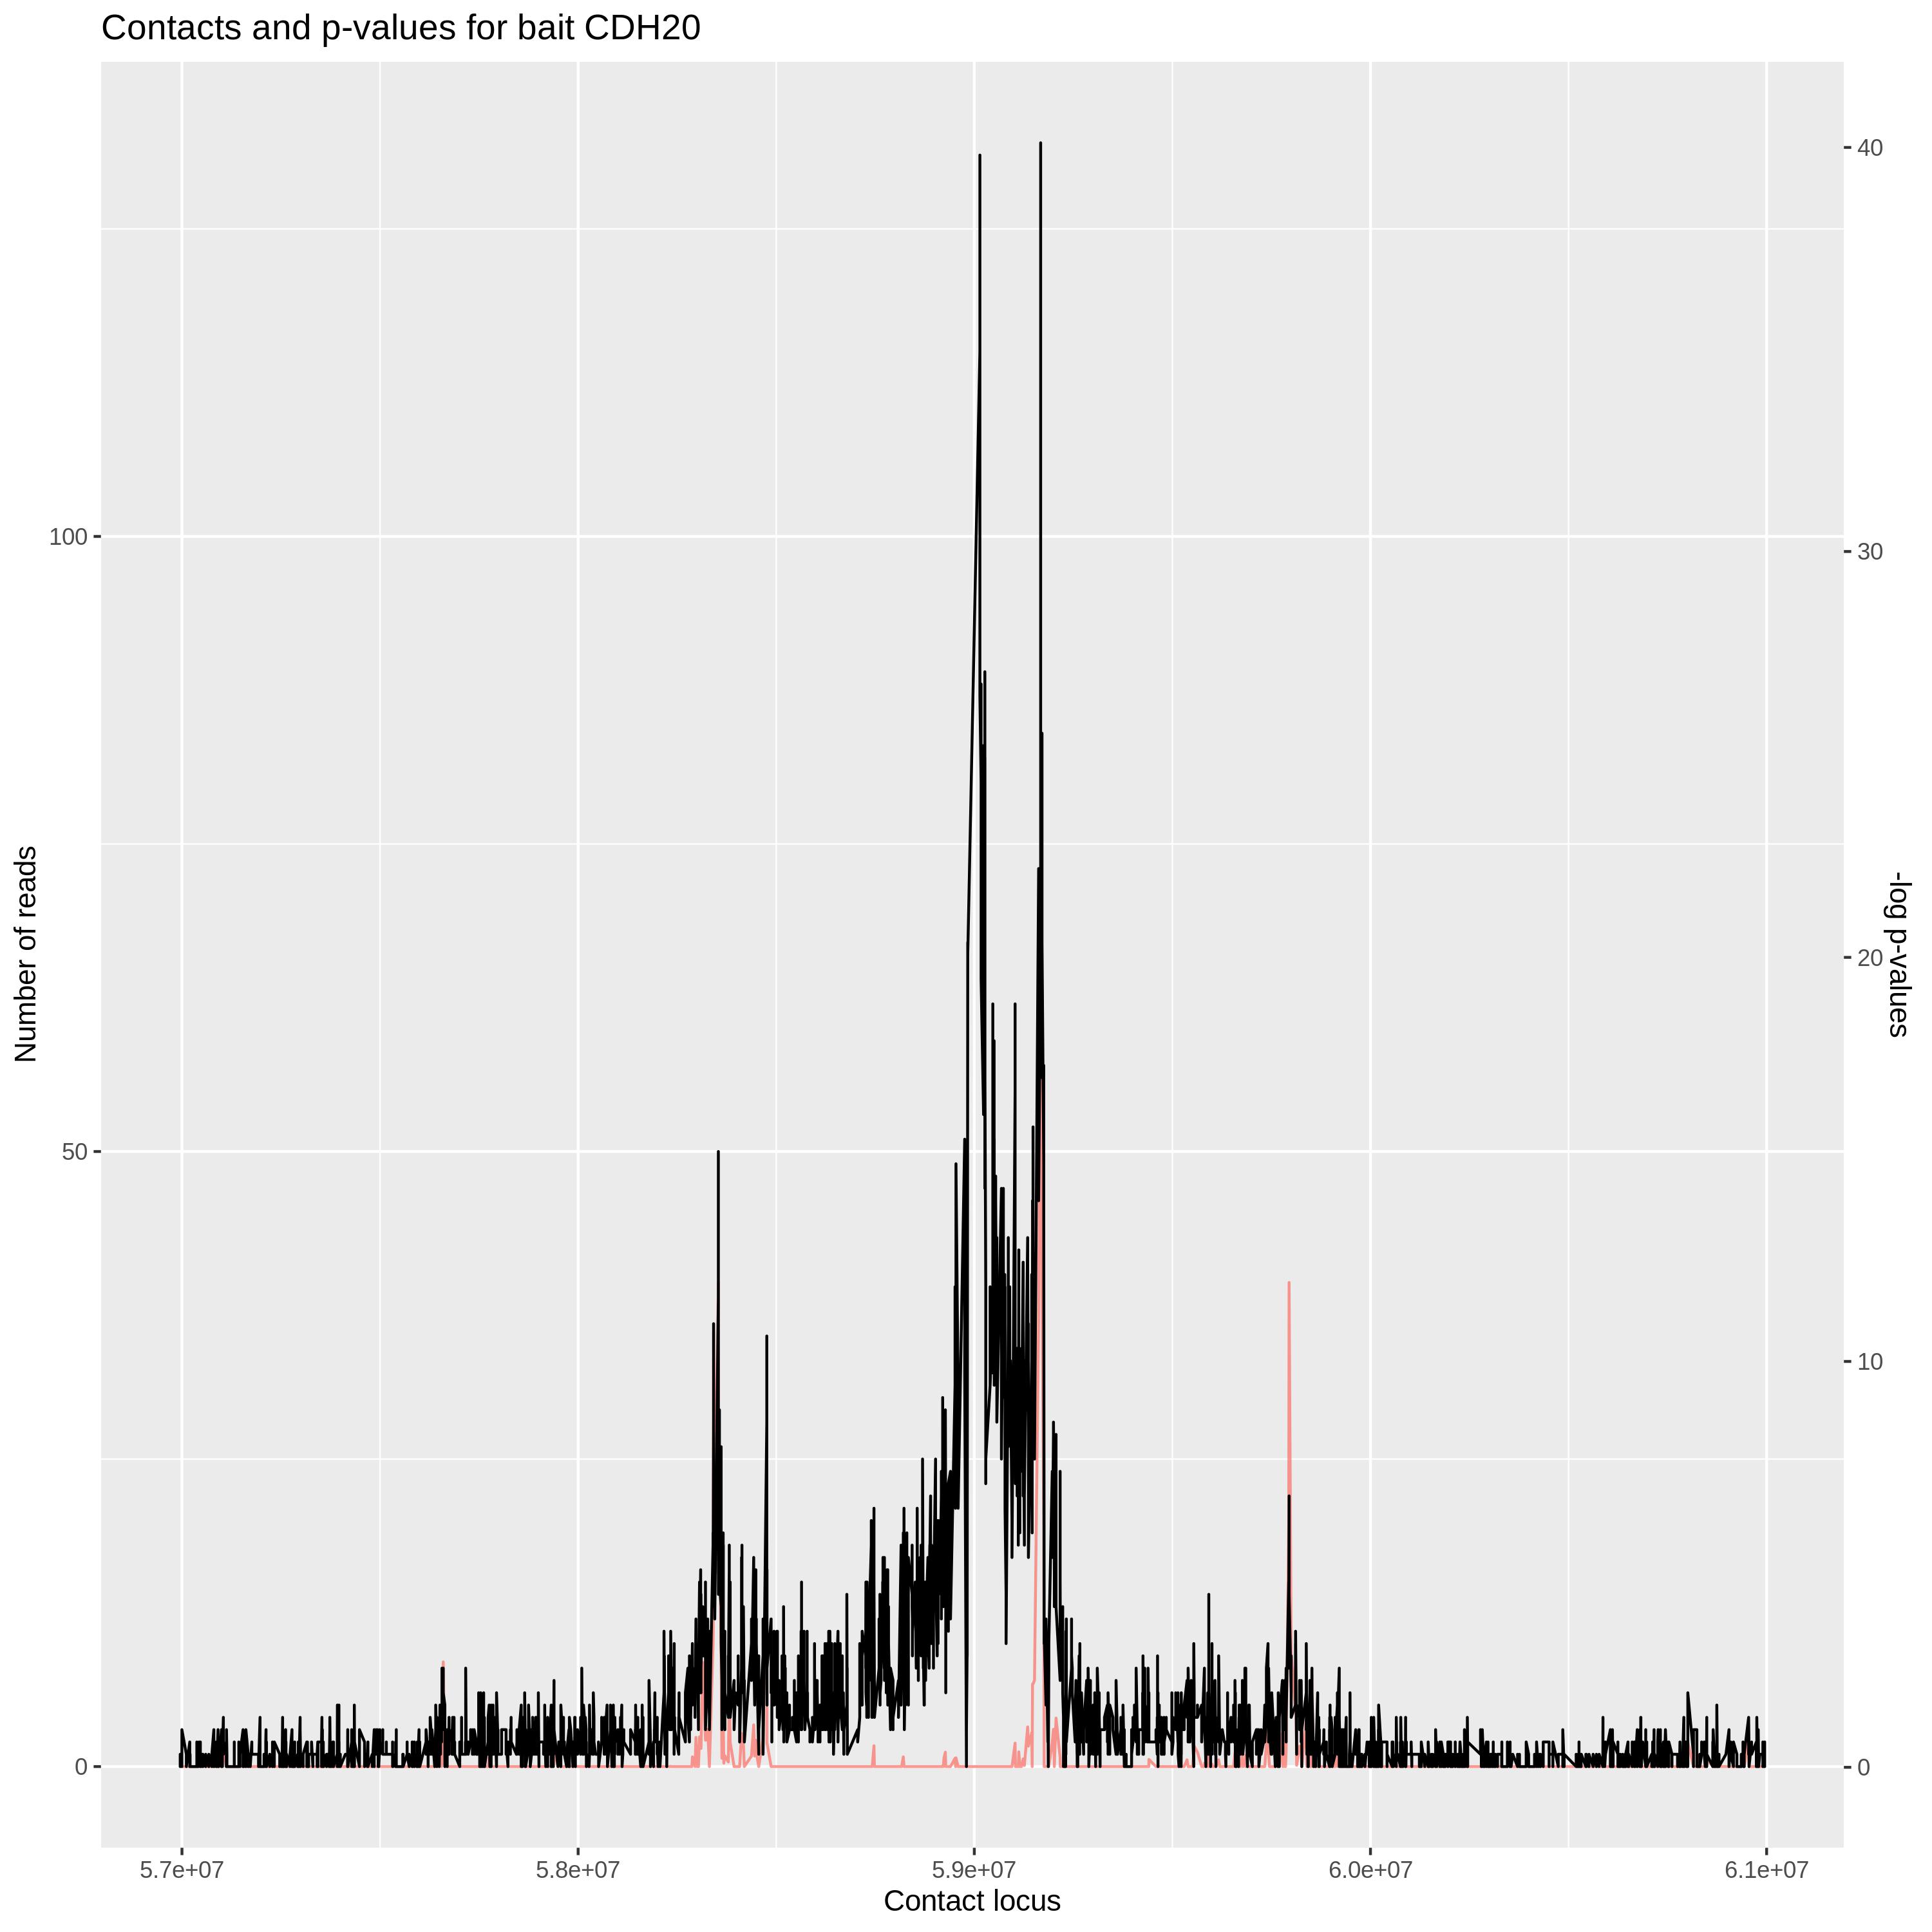 Contacts and p-values for bait CDH20
40
100
30
Number of reads
-log p-values
20
50
10
0
0
5.7e+07 5.8e+07 5.9e+07 6.0e+07 6.1e+07
Contact locus